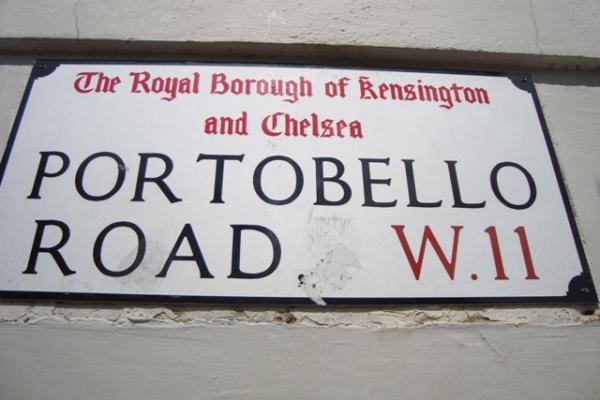 The Royal Borough of Kensington
and Chelsea
PORTOBELLO
ROAD W.11